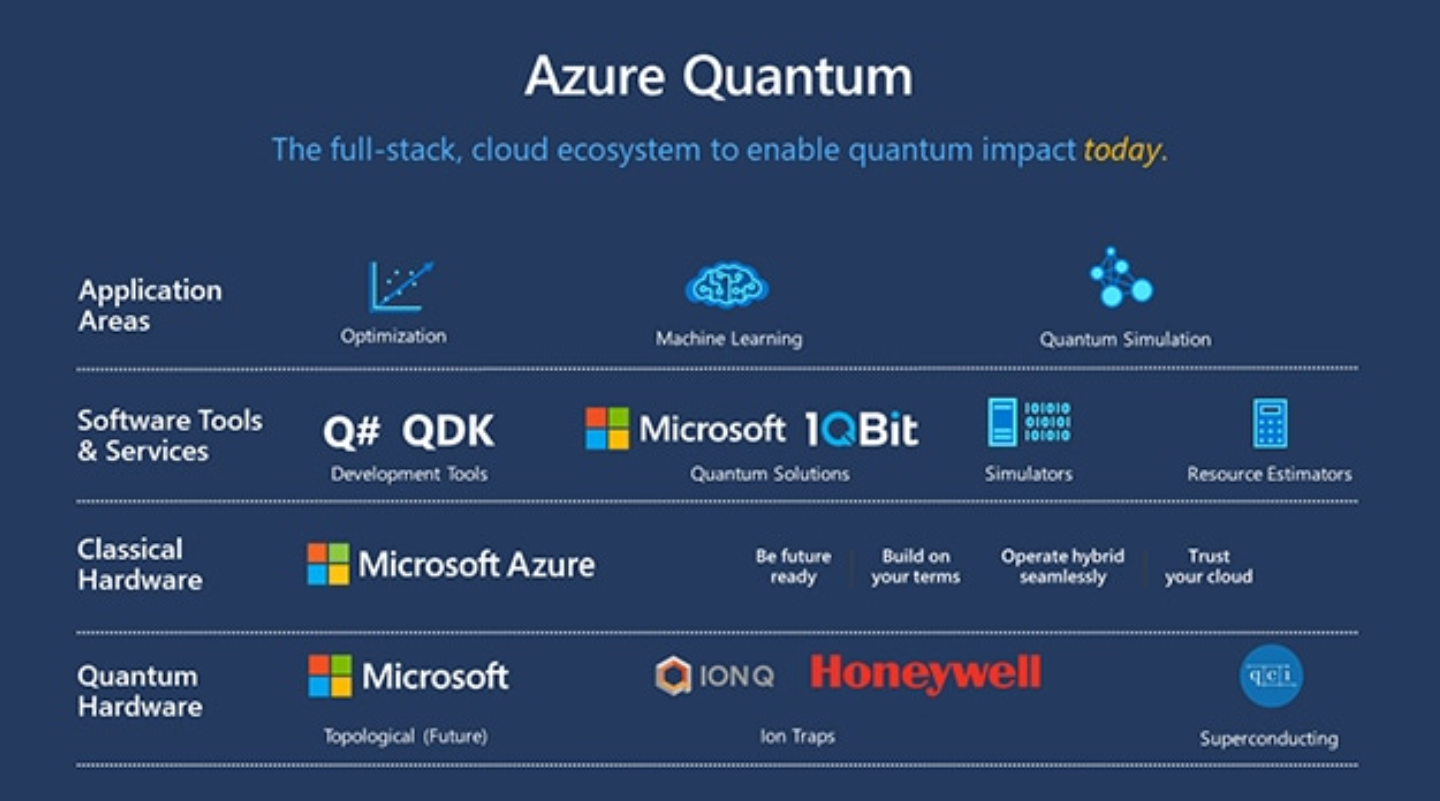 Azure Quantum
The full-stack, cloud ecosystem to enable quantum impact today.
Application
Areas
Optimization
Machine Learning
Quantum Simulation
Software Tools
& Services
Q# QDK
Development Tools
Microsoft 1QBit
Quantum Solutions
101010
010101
101010
Simulators
Resource Estimators
Classical
Hardware
Microsoft Azure
Be future
ready
Build on
your terms
Operate hybrid
seamlessly
Trust
your cloud
Quantum
Hardware
Microsoft
Topological (Future)
IONQ Honeywell
Ion Traps
qci
Superconducting